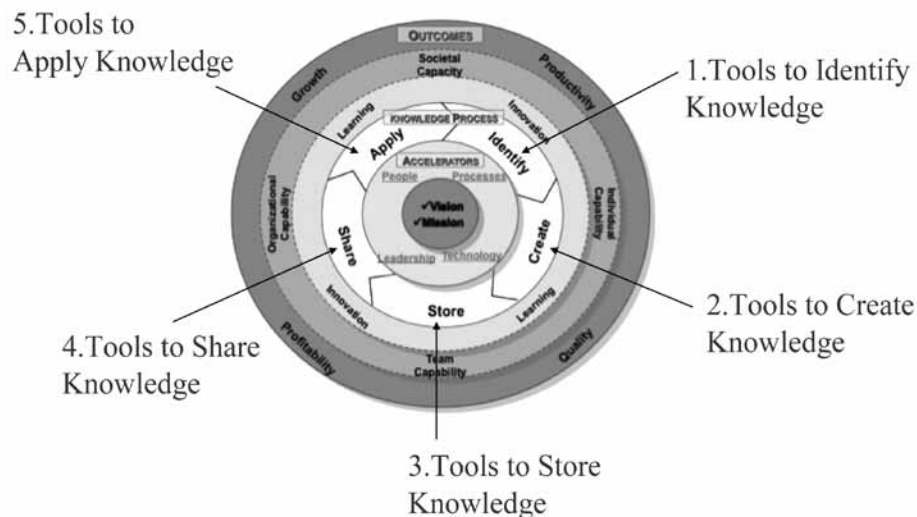 5.Tools to
Apply Knowledge
1.Tools to Identify
Knowledge
2.Tools to Create
Knowledge
3.Tools to Store
Knowledge
4.Tools to Share
Knowledge
OUTCOMES
Growth
Productivity
Quality
Profitability
Societal
Capacity
Individual
Capability
Team
Capability
Organizational
Capability
Learning
Innovation
Learning
Innovation
KNOWLEDGE PROCESS
Identify
Create
Store
Share
Apply
ACCELERATORS
People
Processes
Leadership
Technology
✓Vision
✓Mission